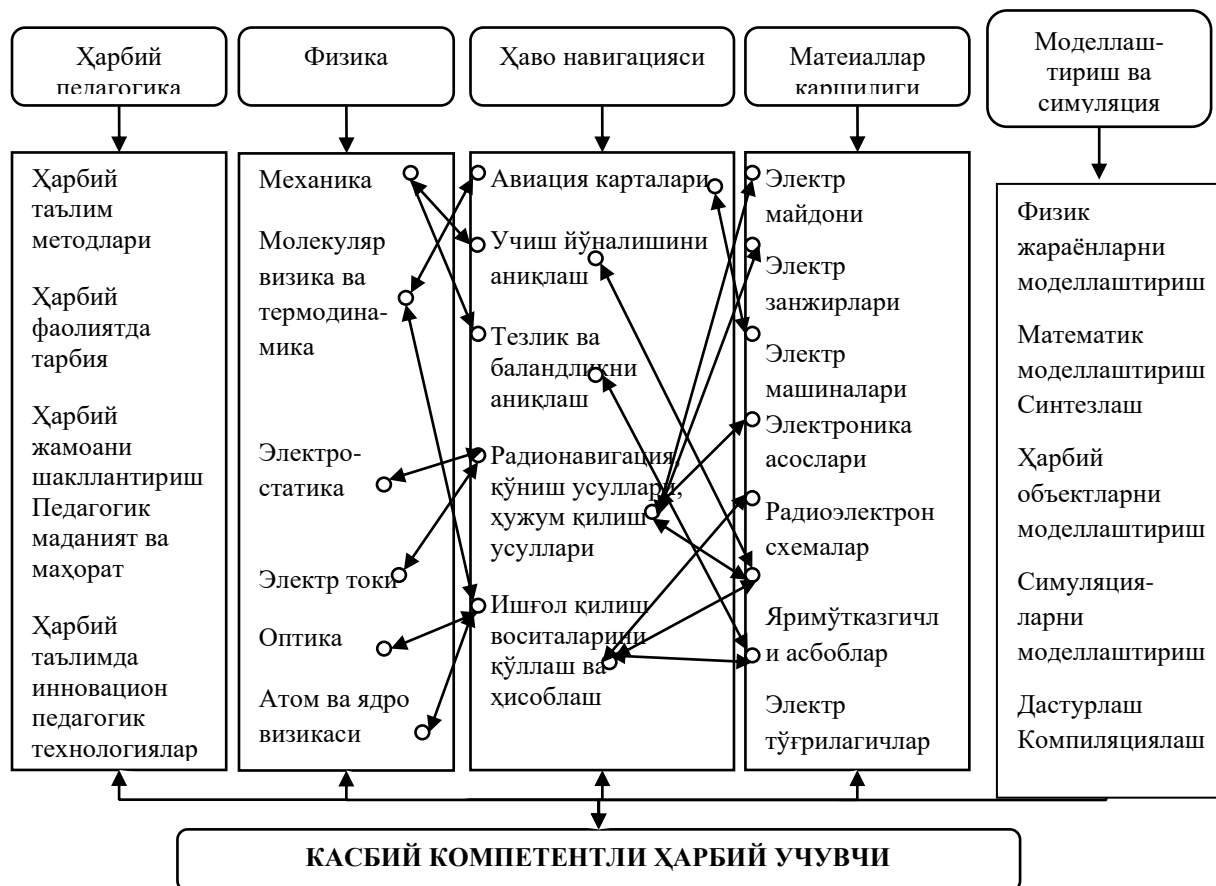 Ҳарбий
педагогика
Физика
Ҳаво навигацияси
Матеиаллар
қаршилиги
Моделлаш-
тириш ва
симуляция
Ҳарбий
таълим
методлари
Ҳарбий
фаолиятда
тарбия
Ҳарбий
жамоани
шакллантириш
Педагогик
маданият ва
маҳорат
Ҳарбий
таълимда
инновацион
педагогик
технологиялар
Механика
Молекуляр
визика ва
термодина-
мика
Электро-
статика
Электр токи
Оптика
Атом ва ядро
визикаси
Авиация карталари
Учиш йўналишини
аниқлаш
Тезлик ва
баландликни
аниқлаш
Радионавигация,
қўниш усуллари,
ҳужум қилиш
усуллари
Ишғол қилиш
воситаларини
қўллаш ва
ҳисоблаш
Электр
майдони
Электр
занжирлари
Электр
машиналари
Электроника
асослари
Радиоэлектрон
схемалар
Яримўтказгичл
и асбоблар
Электр
тўғрилагичлар
Физик
жараёнларни
моделлаштириш
Математик
моделлаштириш
Синтезлаш
Ҳарбий
объектларни
моделлаштириш
Симуляция-
ларни
моделлаштириш
Дастурлаш
Компиляциялаш
КАСБИЙ КОМПЕТЕНТЛИ ҲАРБИЙ УЧУВЧИ